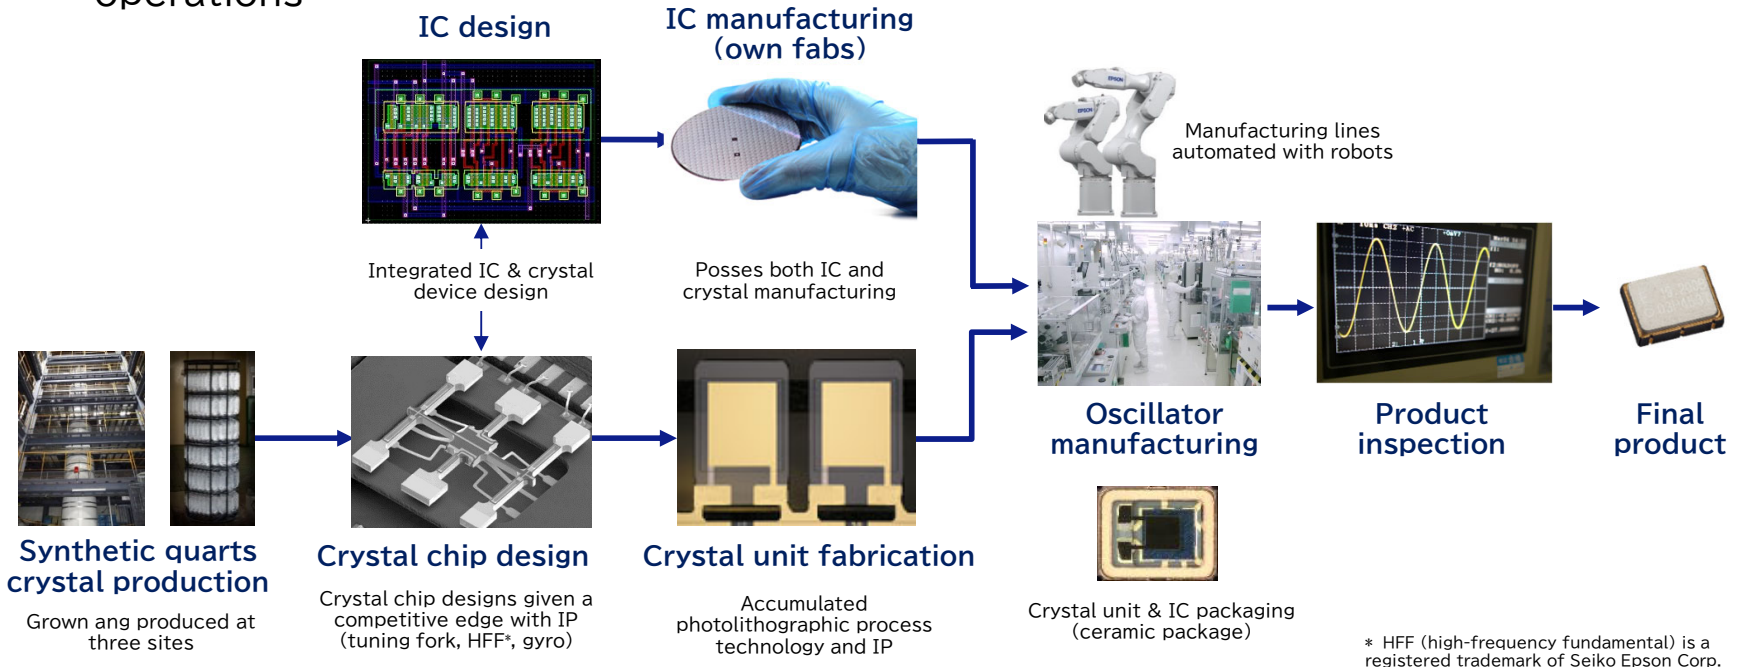 operations
IC design
IC manufacturing
(own fabs)
EPSON
EPSON
Manufacturing lines
automated with robots
Integrated IC & crystal
device design
Posses both IC and
crystal manufacturing
Synthetic quarts
crystal production
Grown ang produced at
three sites
Crystal chip design
Crystal chip designs given a
competitive edge with IP
(tuning fork, HFF*, gyro)
Crystal unit fabrication
Accumulated
photolithographic process
technology and IP
Oscillator
manufacturing
Crystal unit & IC packaging
(ceramic package)
Product
inspection
Final
product
* HFF (high-frequency fundamental) is a
registered trademark of Seiko Epson Corp.